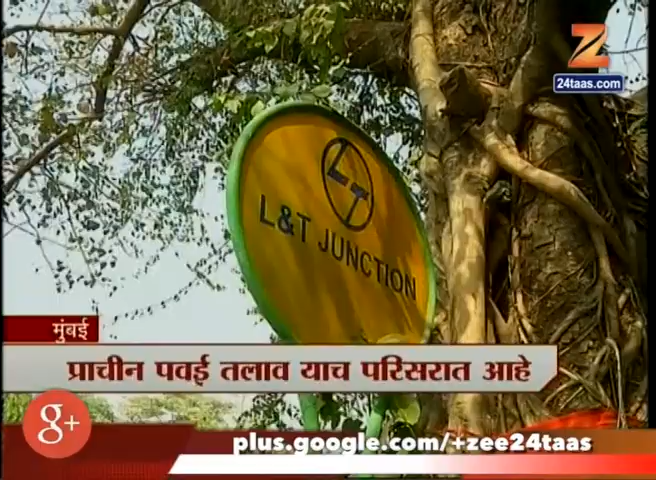 24taas.com
L&T
L&T JUNCTION
मुंबई
प्राचीन पवई तलाव याच परिसरात आहे
g+
plus.google.com/+zee24taas